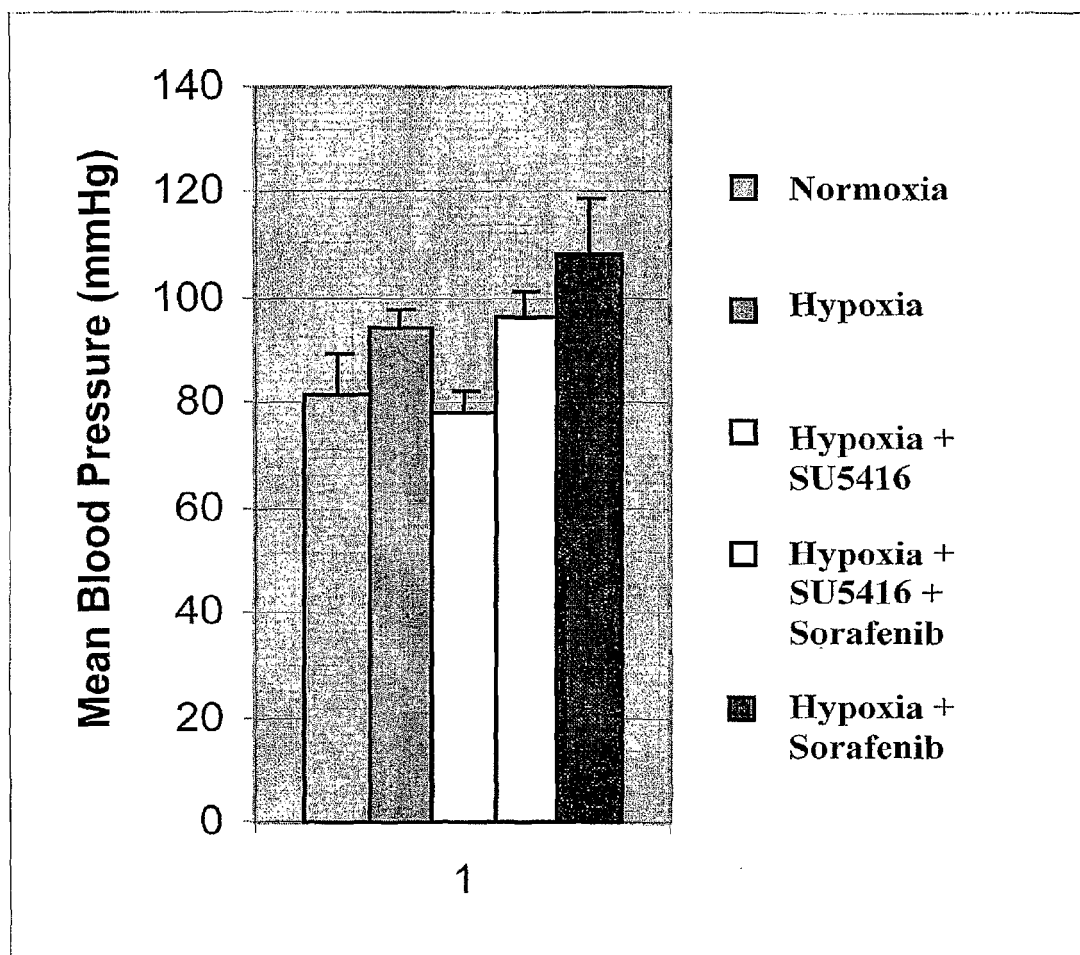 140
120
100
80
60
40
20
0
Mean Blood Pressure (mmHg)
1
Normoxia
Hypoxia
Hypoxia +
SU5416
Hypoxia +
SU5416 +
Sorafenib
Hypoxia +
Sorafenib